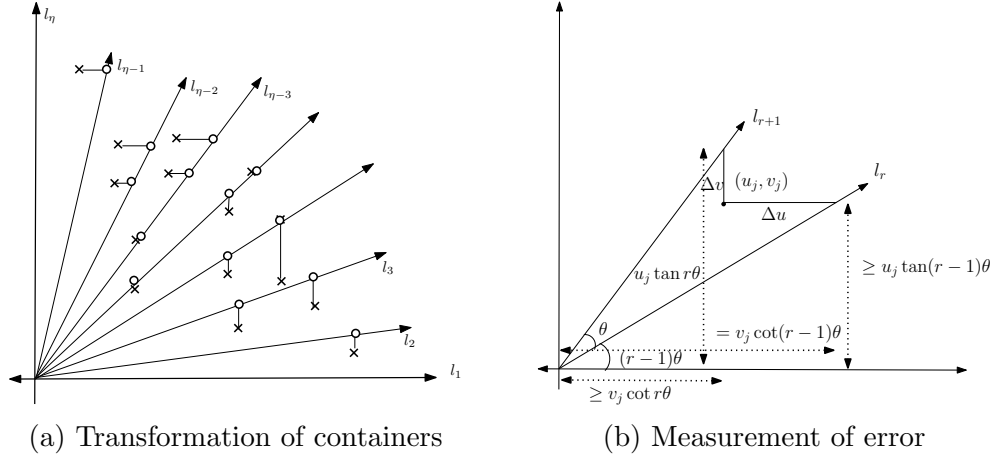 l_η
l_{η−1}
l_{η−2}
l_{η−3}
l_3
l_2
l_1
(a) Transformation of containers
l_{r+1}
l_r
Δv
(u_j, v_j)
Δu
u_j tan rθ
≥ u_j tan(r−1)θ
θ
= v_j cot(r−1)θ
(r−1)θ
≥ v_j cot rθ
(b) Measurement of error